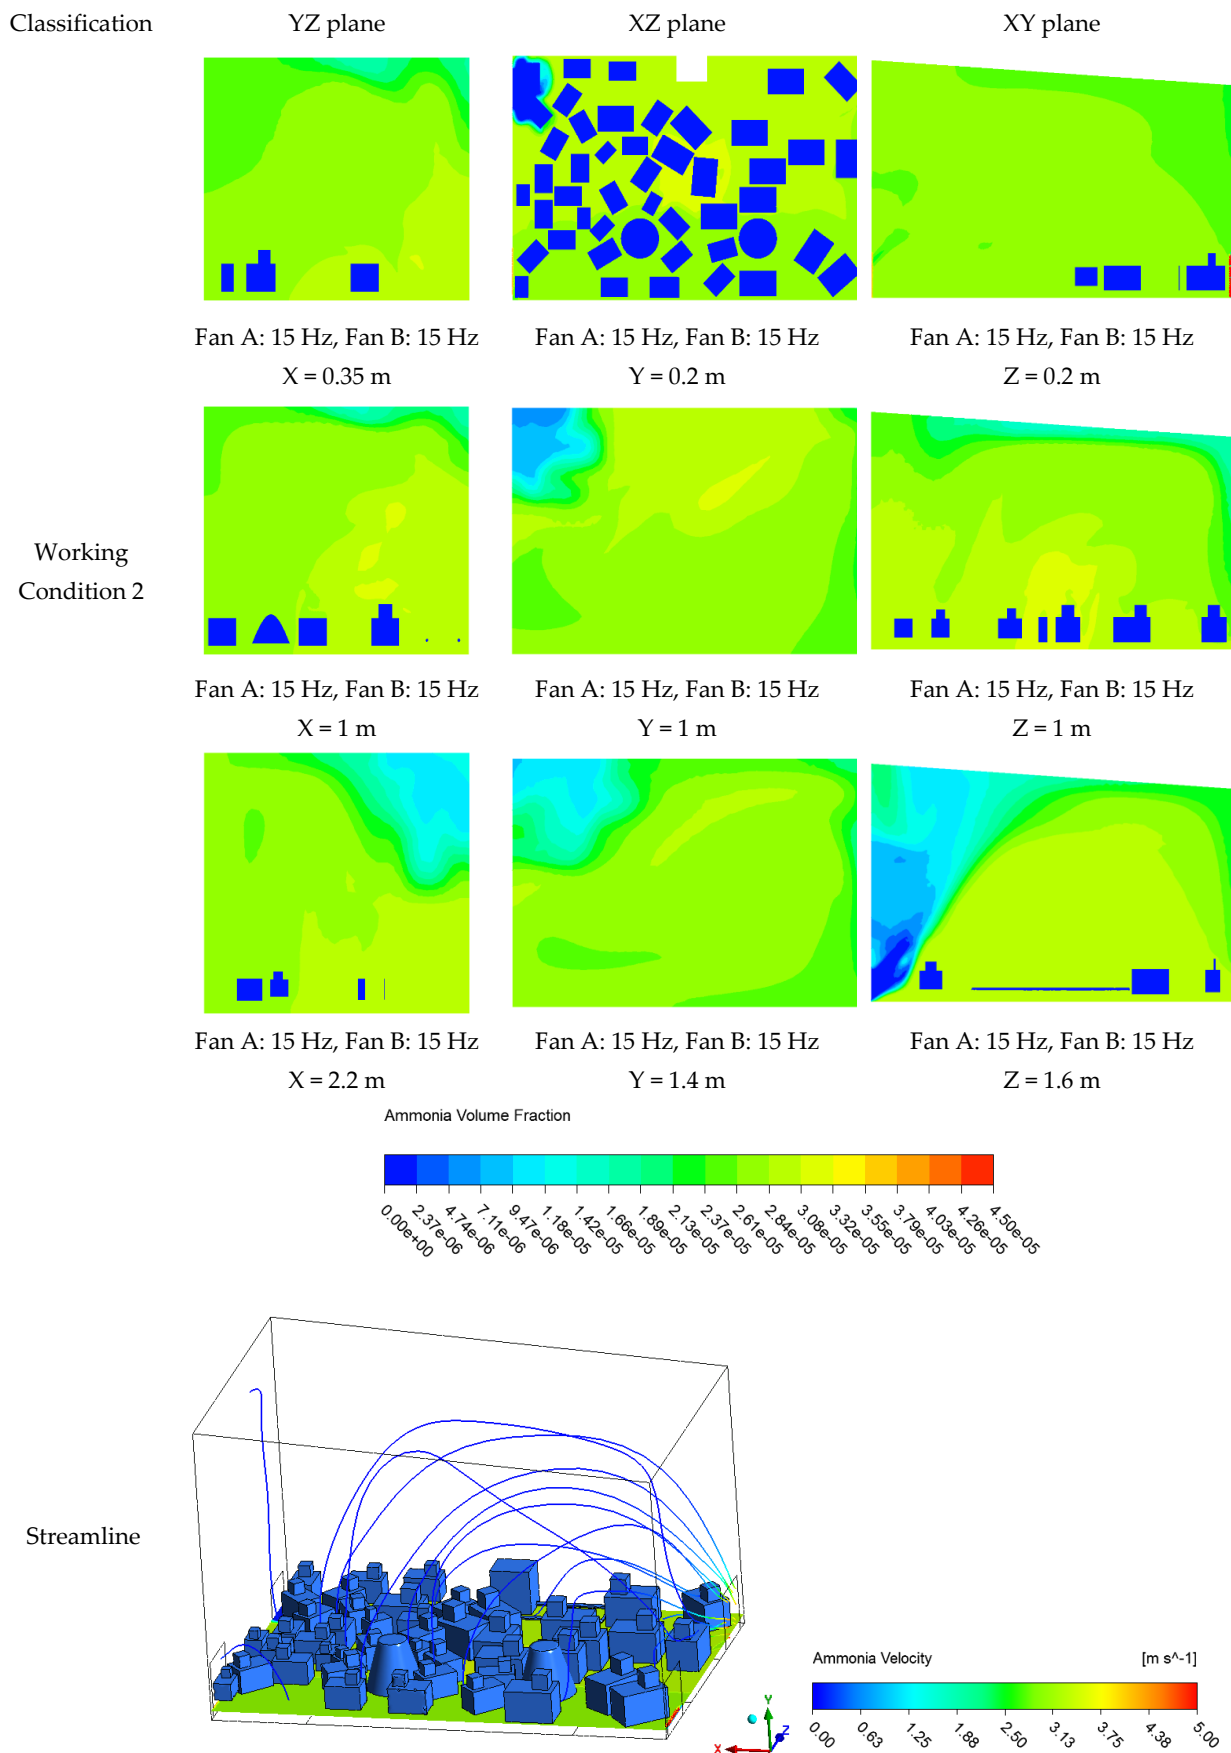 Classification YZ plane XZ plane XY plane
Fan A: 15 Hz, Fan B: 15 Hz Fan A: 15 Hz, Fan B: 15 Hz Fan A: 15 Hz, Fan B: 15 Hz
X = 0.35 m Y = 0.2 m Z = 0.2 m
Working
Condition 2
Fan A: 15 Hz, Fan B: 15 Hz Fan A: 15 Hz, Fan B: 15 Hz Fan A: 15 Hz, Fan B: 15 Hz
X = 1 m Y = 1 m Z = 1 m
Fan A: 15 Hz, Fan B: 15 Hz Fan A: 15 Hz, Fan B: 15 Hz Fan A: 15 Hz, Fan B: 15 Hz
X = 2.2 m Y = 1.4 m Z = 1.6 m
Ammonia Volume Fraction
0.00e+00 2.37e-06 4.74e-06 7.11e-06 9.47e-06 1.18e-05 1.42e-05 1.66e-05 1.89e-05 2.13e-05 2.37e-05 2.61e-05 2.84e-05 3.08e-05 3.32e-05 3.55e-05 3.79e-05 4.03e-05 4.26e-05 4.50e-05
Streamline
Ammonia Velocity [m s^-1]
0.00 0.63 1.25 1.88 2.50 3.13 3.75 4.38 5.00
Y
Z
X